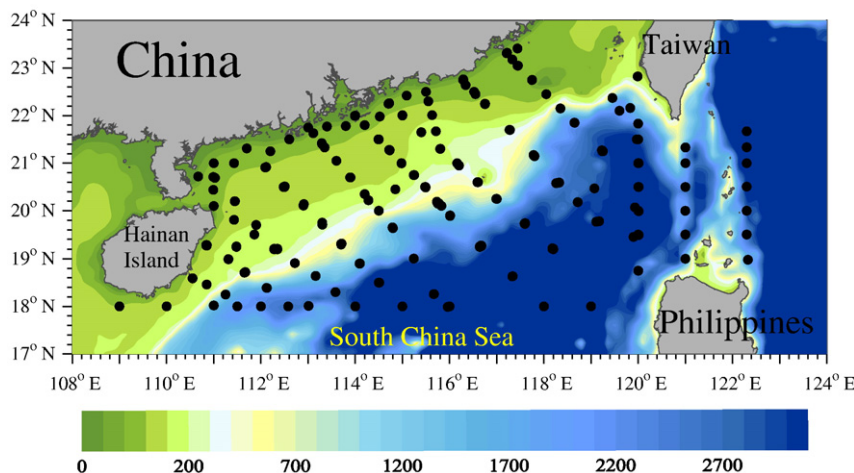 24° N
23° N
22° N
21° N
20° N
19° N
18° N
17° N
China
Taiwan
Hainan
Island
South China Sea
Philippines
108° E 110° E 112° E 114° E 116° E 118° E 120° E 122° E 124° E
0 200 700 1200 1700 2200 2700